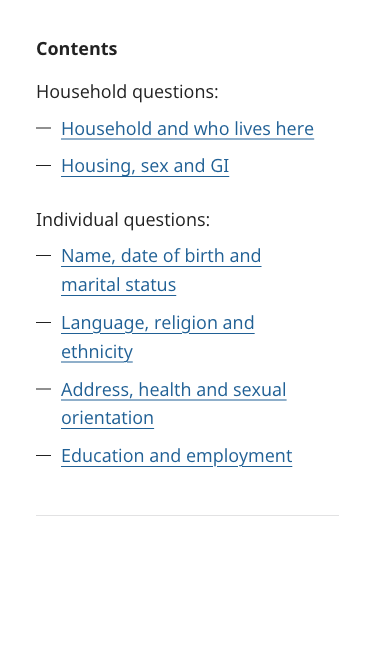 Contents
Household questions:
— Household and who lives here
— Housing, sex and GI
Individual questions:
— Name, date of birth and
marital status
— Language, religion and
ethnicity
— Address, health and sexual
orientation
— Education and employment